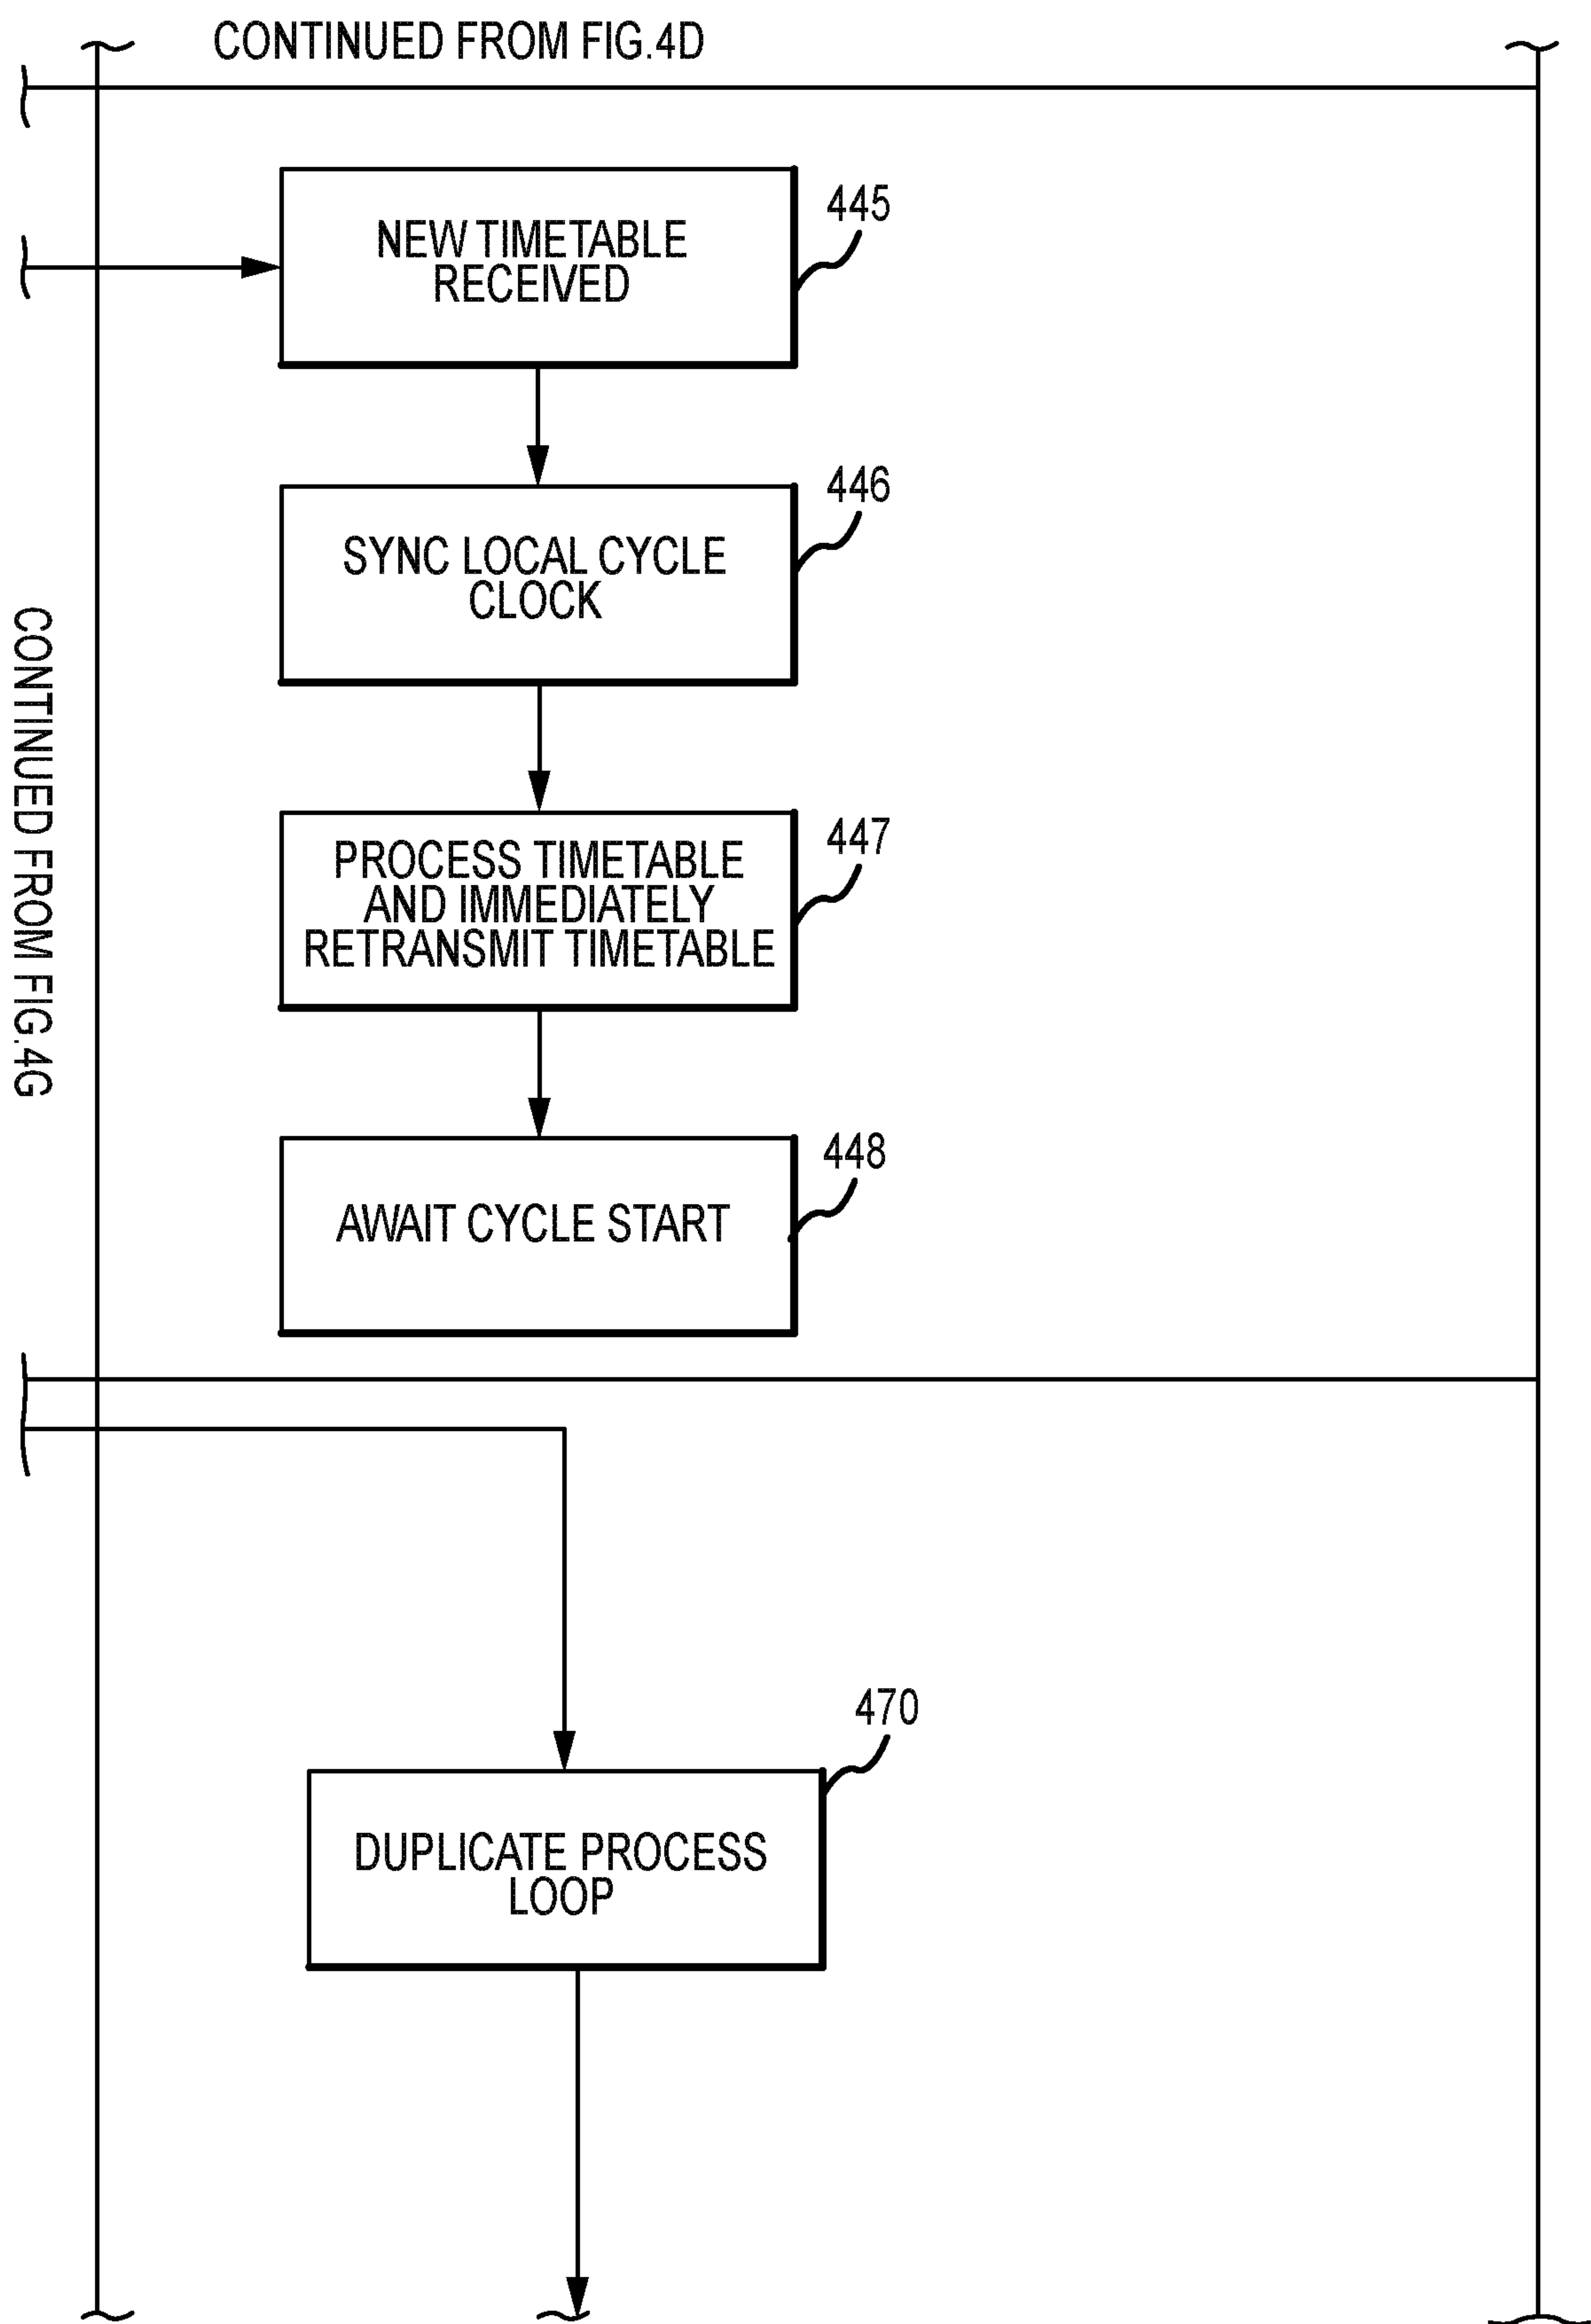 CONTINUED FROM FIG.4D
445
NEW TIMETABLE
RECEIVED
446
SYNC LOCAL CYCLE
CLOCK
CONTINUED FROM FIG.4G
447
PROCESS TIMETABLE
AND IMMEDIATELY
RETRANSMIT TIMETABLE
448
AWAIT CYCLE START
470
DUPLICATE PROCESS
LOOP